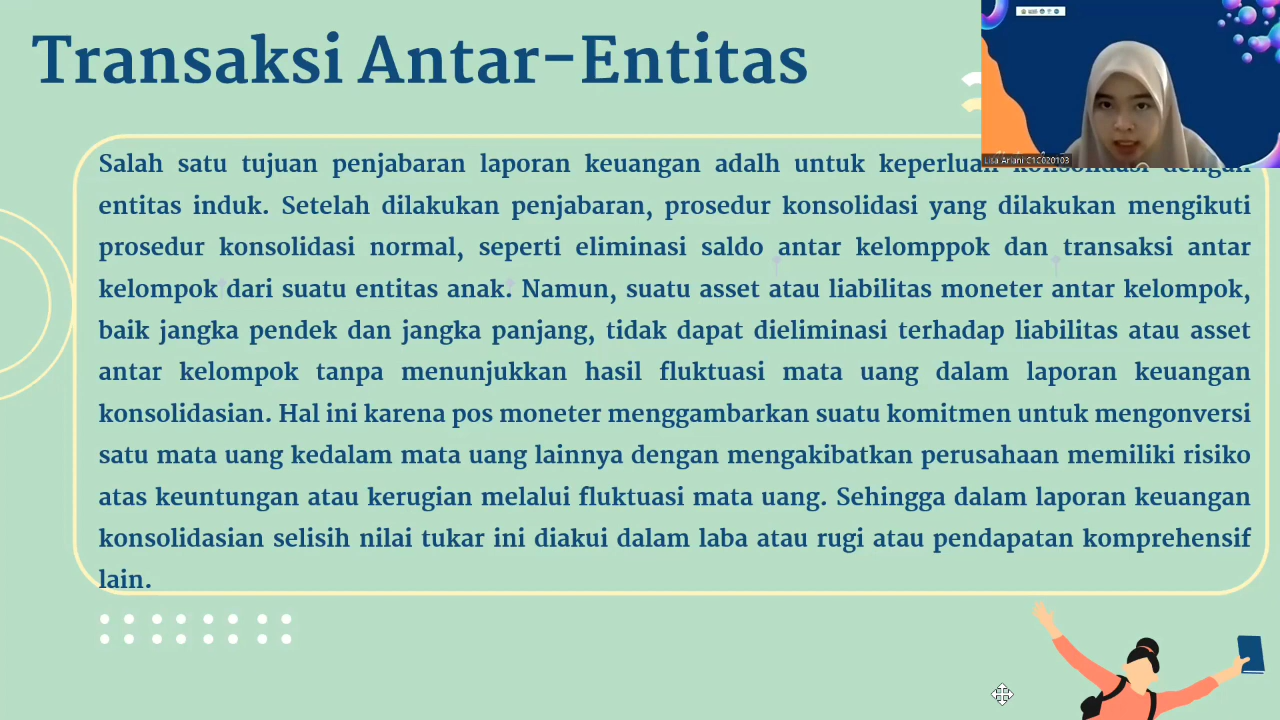 Transaksi Antar-Entitas
Lisa Ariani C1C020103
Salah satu tujuan penjabaran laporan keuangan adalh untuk keperluan konsolidasi dengan
entitas induk. Setelah dilakukan penjabaran, prosedur konsolidasi yang dilakukan mengikuti
prosedur konsolidasi normal, seperti eliminasi saldo antar kelomppok dan transaksi antar
kelompok dari suatu entitas anak. Namun, suatu asset atau liabilitas moneter antar kelompok,
baik jangka pendek dan jangka panjang, tidak dapat dieliminasi terhadap liabilitas atau asset
antar kelompok tanpa menunjukkan hasil fluktuasi mata uang dalam laporan keuangan
konsolidasian. Hal ini karena pos moneter menggambarkan suatu komitmen untuk mengonversi
satu mata uang kedalam mata uang lainnya dengan mengakibatkan perusahaan memiliki risiko
atas keuntungan atau kerugian melalui fluktuasi mata uang. Sehingga dalam laporan keuangan
konsolidasian selisih nilai tukar ini diakui dalam laba atau rugi atau pendapatan komprehensif
lain.